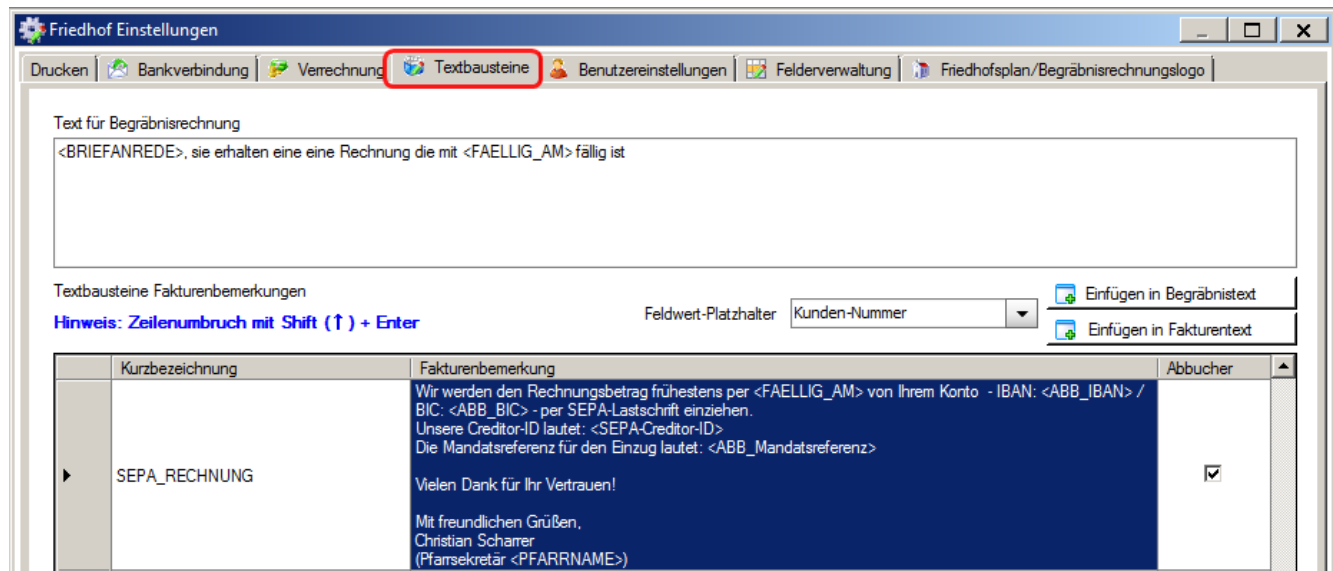 Friedhof Einstellungen
Drucken Bankverbindung Verrechnung Textbausteine Benutzereinstellungen Felderverwaltung Friedhofsplan/Begräbnisrechnungslogo
Text für Begräbnisrechnung
<BRIEFANREDE>, sie erhalten eine eine Rechnung die mit <FAELLIG_AM> fällig ist
Textbausteine Fakturenbemerkungen
Hinweis: Zeilenumbruch mit Shift (↑) + Enter
Feldwert-Platzhalter Kunden-Nummer
Einfügen in Begräbnistext
Einfügen in Fakturentext
Kurzbezeichnung Fakturenbemerkung Abbucher
SEPA_RECHNUNG
Wir werden den Rechnungsbetrag frühestens per <FAELLIG_AM> von Ihrem Konto - IBAN: <ABB_IBAN> /
BIC: <ABB_BIC> - per SEPA-Lastschrift einziehen.
Unsere Creditor-ID lautet: <SEPA-Creditor-ID>
Die Mandatsreferenz für den Einzug lautet: <ABB_Mandatsreferenz>
Vielen Dank für Ihr Vertrauen!
Mit freundlichen Grüßen,
Christian Scharrer
(Pfarrsekretär <PFARRNAME>)